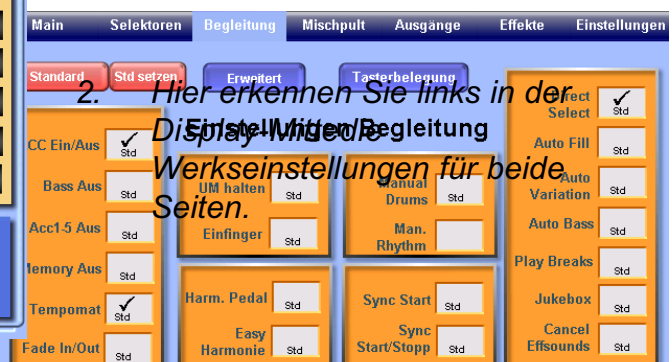 Main Selektoren Begleitung Mischpult Ausgänge Effekte Einstellungen
Standard Std setzen Erweitert Tasterbelegung
2. Hier erkennen Sie links in der
Display-Mitte die
Werkseinstellungen für beide
Seiten.
Einstellungen Begleitung
CC Ein/Aus Std
Bass Aus Std
Acc1-5 Aus Std
Memory Aus Std
Tempomat Std
Fade In/Out Std
UM halten Std
Einfinger Std
Harm. Pedal Std
Easy
Harmonie Std
Manual
Drums Std
Man.
Rhythm
Sync Start Std
Sync
Start/Stopp Std
Direct
Select Std
Auto Fill Std
Auto
Variation Std
Auto Bass Std
Play Breaks Std
Jukebox Std
Cancel
Effsounds Std